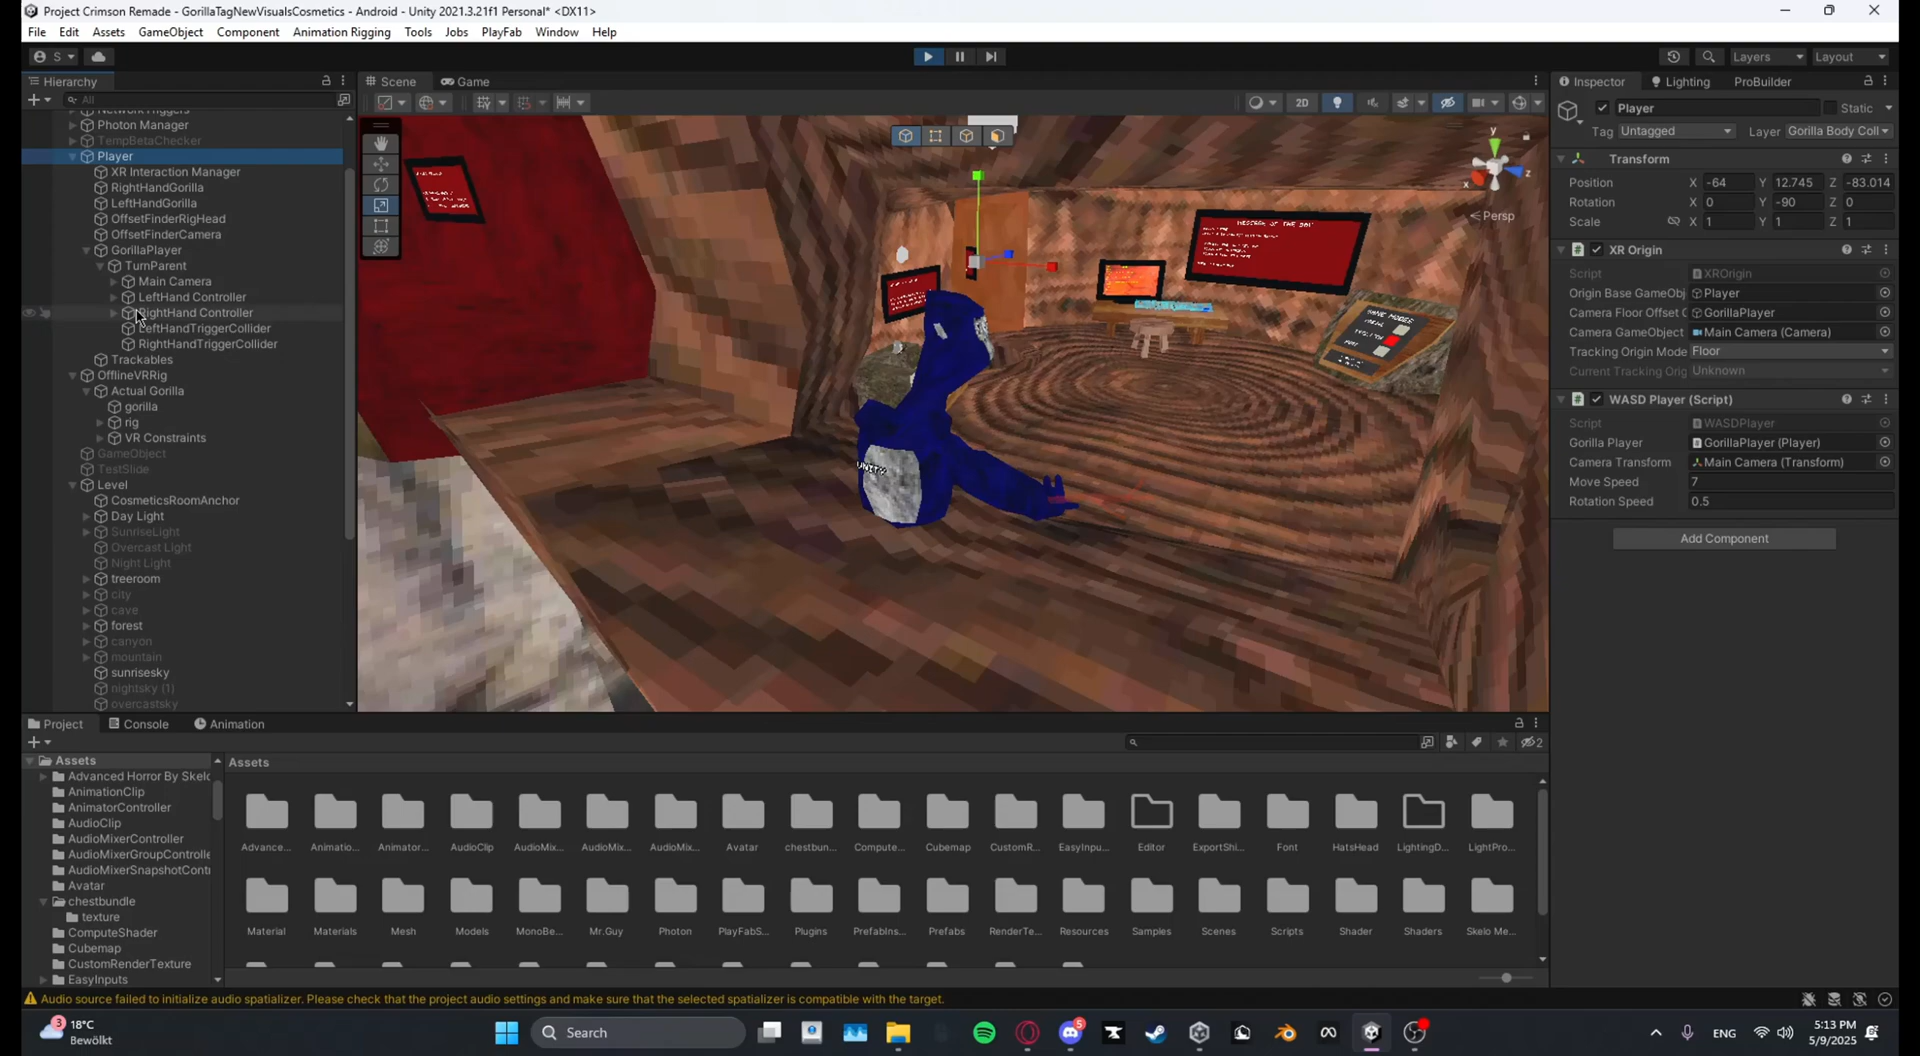 Project Crimson Remade - GorillaTagNewVisualsCosmetics - Android - Unity 2021.3.21f1 Personal* <DX11>
File Edit Assets GameObject Component Animation Rigging Tools Jobs PlayFab Window Help
S Layers Layout
Hierarchy Scene Game Inspector Lighting ProBuilder
All 2D
NetworkTriggers
Photon Manager
TempBetaChecker
Player
XR Interaction Manager
RightHandGorilla
LeftHandGorilla
OffsetFinderRigHead
OffsetFinderCamera
GorillaPlayer
TurnParent
Main Camera
LeftHand Controller
RightHand Controller
LeftHandTriggerCollider
RightHandTriggerCollider
Trackables
OfflineVRRig
Actual Gorilla
gorilla
rig
VR Constraints
GameObject
TestSlide
Level
CosmeticsRoomAnchor
Day Light
SunriseLight
Overcast Light
Night Light
treeroom
city
cave
forest
canyon
mountain
sunrisesky
nightsky (1)
overcastsky
y
x
z
Persp
GAME MODES
UNITY
Player Static
Tag Untagged Layer Gorilla Body Coll
Transform
Position X -64 Y 12.745 Z -83.014
Rotation X 0 Y -90 Z 0
Scale X 1 Y 1 Z 1
XR Origin
Script XROrigin
Origin Base GameObj Player
Camera Floor Offset G GorillaPlayer
Camera GameObject Main Camera (Camera)
Tracking Origin Mode Floor
Current Tracking Orig Unknown
WASD Player (Script)
Script WASDPlayer
Gorilla Player GorillaPlayer (Player)
Camera Transform Main Camera (Transform)
Move Speed 7
Rotation Speed 0.5
Add Component
Project Console Animation
2
Assets
Advanced Horror By Skelo
AnimationClip
AnimatorController
AudioClip
AudioMixerController
AudioMixerGroupControlle
AudioMixerSnapshotContr
Avatar
chestbundle
texture
ComputeShader
Cubemap
CustomRenderTexture
EasyInputs
Assets
Advance... Animatio... Animator... AudioClip AudioMix... AudioMix... AudioMix... Avatar chestbun... Compute... Cubemap CustomR... EasyInpu... Editor ExportShi... Font HatsHead LightingD... LightPro...
Material Materials Mesh Models MonoBe... Mr.Guy Photon PlayFabS... Plugins PrefabIns... Prefabs RenderTe... Resources Samples Scenes Scripts Shader Shaders Skelo Me...
Audio source failed to initialize audio spatializer. Please check that the project audio settings and make sure that the selected spatializer is compatible with the target.
3
18°C
Bewölkt
Search
5
ENG
5:13 PM
5/9/2025